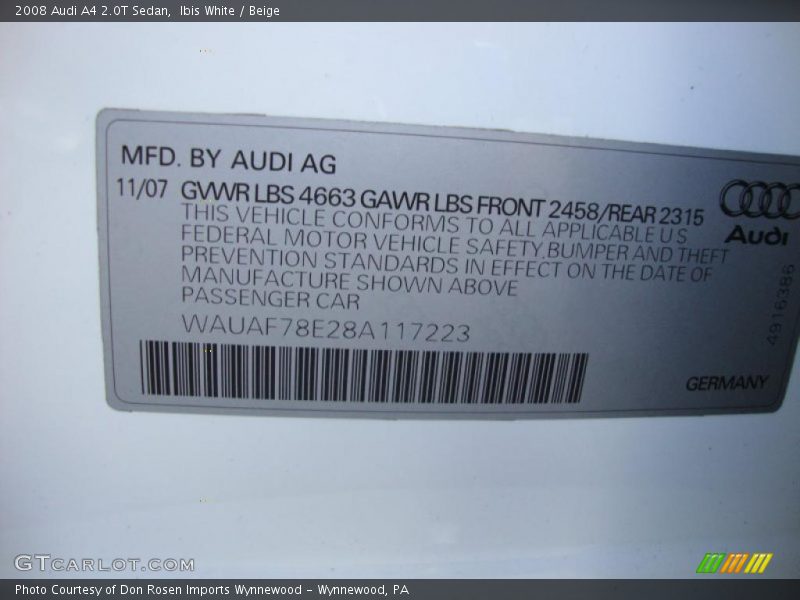 2008 Audi A4 2.0T Sedan, Ibis White / Beige
MFD. BY AUDI AG
11/07 GVWR LBS 4663 GAWR LBS FRONT 2458/REAR 2315
THIS VEHICLE CONFORMS TO ALL APPLICABLE U S
FEDERAL MOTOR VEHICLE SAFETY,BUMPER AND THEFT
PREVENTION STANDARDS IN EFFECT ON THE DATE OF
MANUFACTURE SHOWN ABOVE
PASSENGER CAR
WAUAF78E28A117223
Audi
4916386
GERMANY
GTCARLOT.COM
Photo Courtesy of Don Rosen Imports Wynnewood - Wynnewood, PA